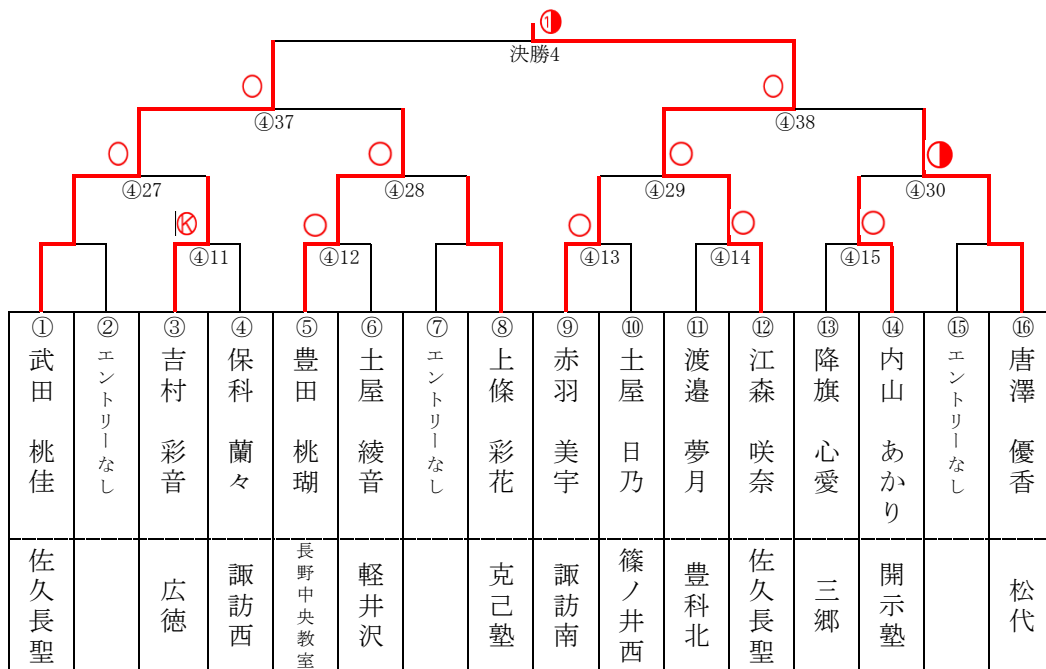 ①
決勝4
④37
④38
④27
④28
④29
④30
Ⓚ
④11
④12
④13
④14
④15
①
武田 桃佳
佐久長聖
②
エントリーなし
③
吉村 彩音
広徳
④
保科 蘭々
諏訪西
⑤
豊田 桃瑚
長野中央教室
⑥
土屋 綾音
軽井沢
⑦
エントリーなし
⑧
上條 彩花
克己塾
⑨
赤羽 美宇
諏訪南
⑩
土屋 日乃
篠ノ井西
⑪
渡邉 夢月
豊科北
⑫
江森 咲奈
佐久長聖
⑬
降旗 心愛
三郷
⑭
内山 あかり
開示塾
⑮
エントリーなし
⑯
唐澤 優香
松代